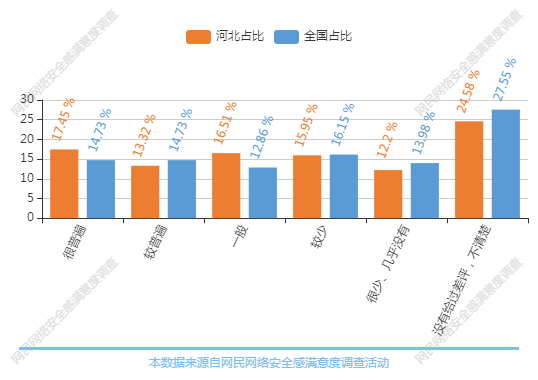 网民网络安全感满意度调查
网民网络安全感满意度调查
河北占比
全国占比
30
25
20
15
10
5
0
17.45 %
14.73 %
13.32 %
14.73 %
16.51 %
12.86 %
15.95 %
16.15 %
12.2 %
13.98 %
24.58 %
27.55 %
很普遍
较普遍
一般
较少
很少、几乎没有
没有给过差评，不清楚
网民网络安全感满意度调查
网民网络安全感满意度调查
本数据来源自网民网络安全感满意度调查活动